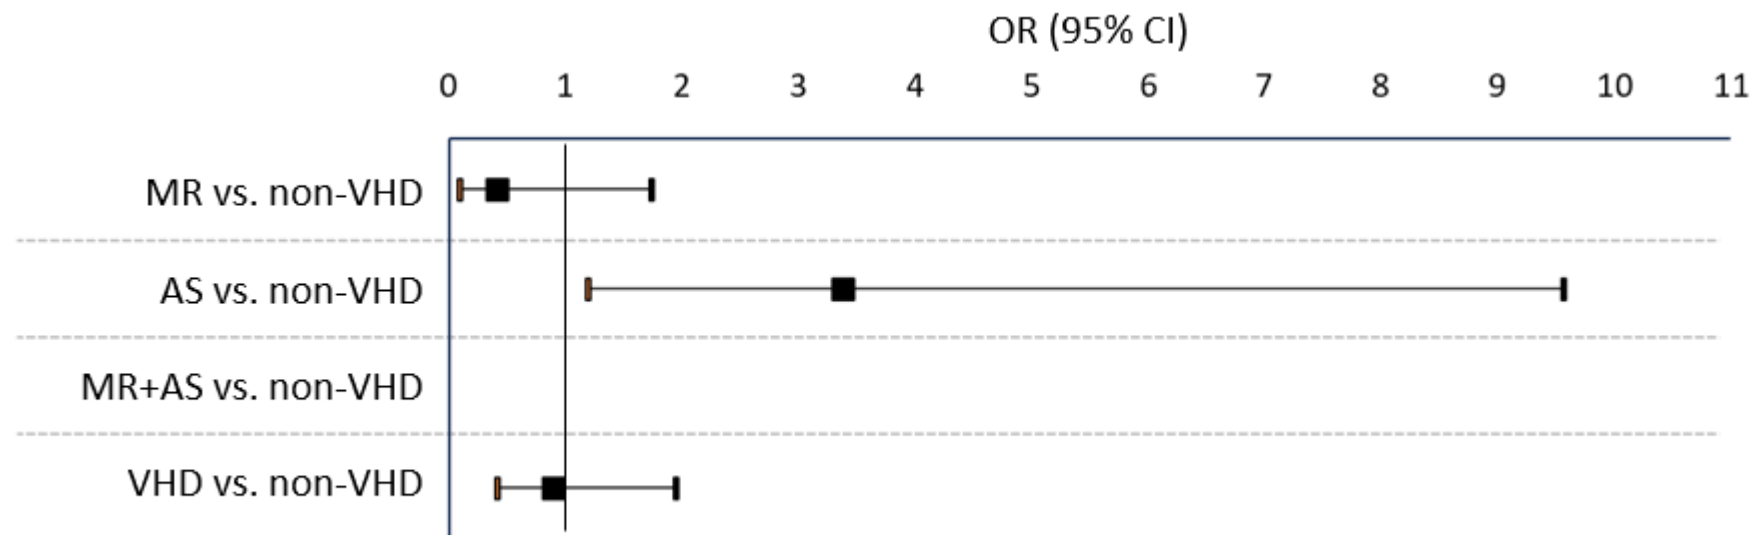 OR (95% CI)
0 1 2 3 4 5 6 7 8 9 10 11
MR vs. non-VHD
AS vs. non-VHD
MR+AS vs. non-VHD
VHD vs. non-VHD